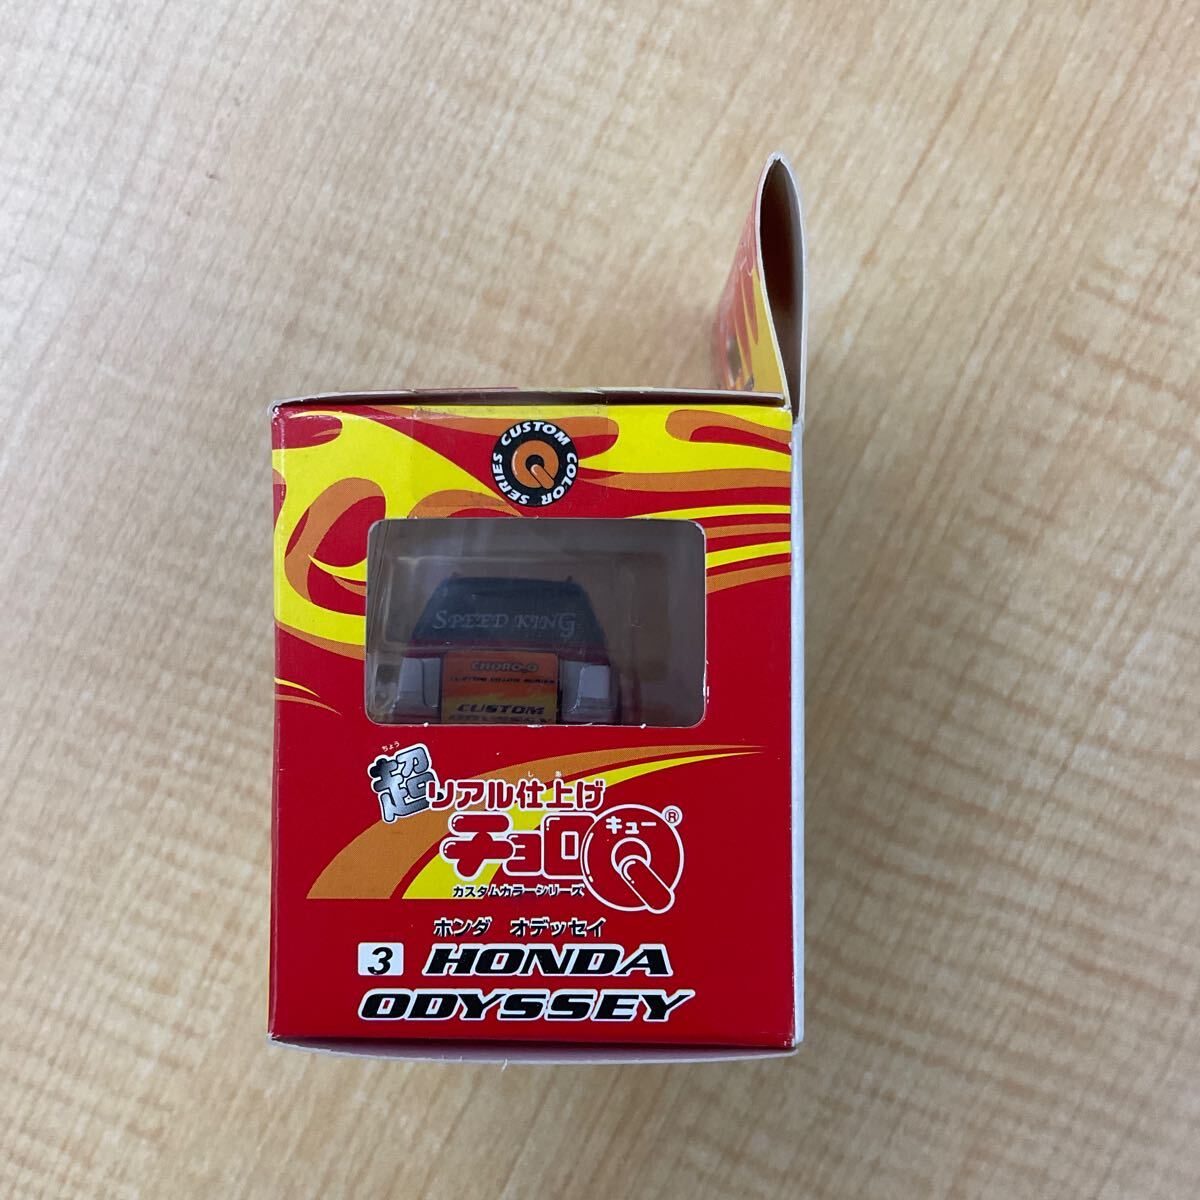 CUSTOM COLOR SERIES
Q
SPEED KING
CHORO-Q
CUSTOM
ODYSSEY
ちょう
超リアル仕上げ
し あ
チョロQ
キュー
®
カスタムカラーシリーズ
ホンダ オデッセイ
3 HONDA
ODYSSEY